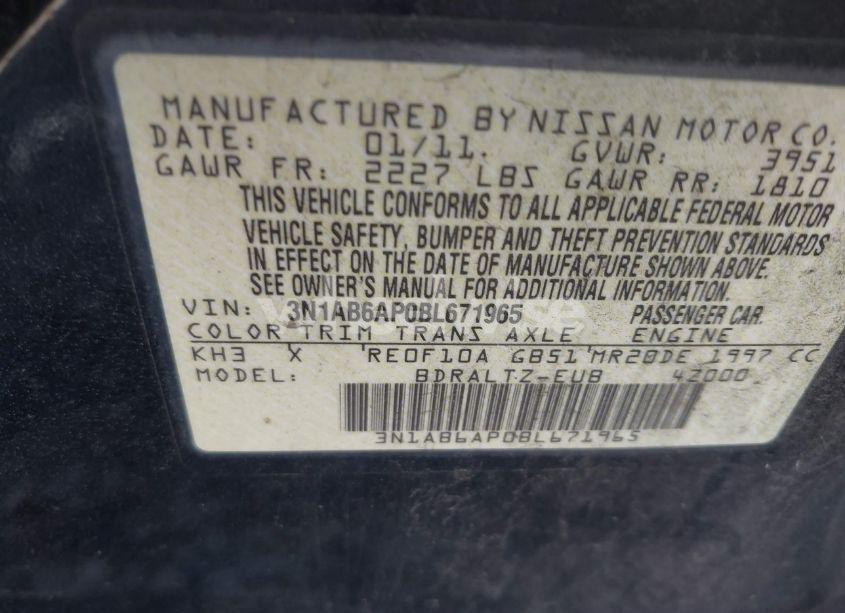 MANUFACTURED BY NISSAN MOTOR CO.
DATE: 01/11. GVWR: 3951
GAWR FR: 2227 LBS GAWR RR: 1810
THIS VEHICLE CONFORMS TO ALL APPLICABLE FEDERAL MOTOR
VEHICLE SAFETY, BUMPER AND THEFT PREVENTION STANDARDS
IN EFFECT ON THE DATE OF MANUFACTURE SHOWN ABOVE.
SEE OWNER'S MANUAL FOR ADDITIONAL INFORMATION.
VIN: 3N1AB6AP0BL671965 PASSENGER CAR.
COLOR TRIM TRANS AXLE ENGINE
KH3 X RE0F10A GB51 MR20DE 1997 CC
MODEL: BDRALTZ-EUB 4Z000
3N1AB6AP0BL671965